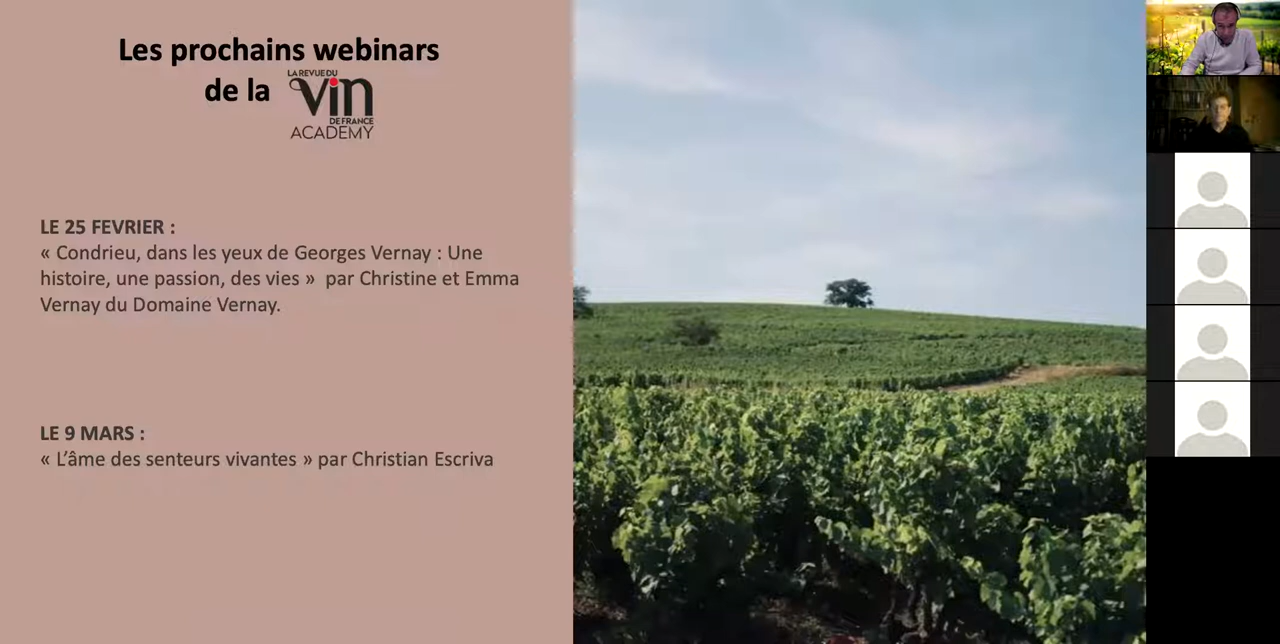 Les prochains webinars
de la
LA REVUE DU
vin
DE FRANCE
ACADEMY
LE 25 FEVRIER :
« Condrieu, dans les yeux de Georges Vernay : Une
histoire, une passion, des vies »  par Christine et Emma
Vernay du Domaine Vernay.
LE 9 MARS :
« L’âme des senteurs vivantes » par Christian Escriva